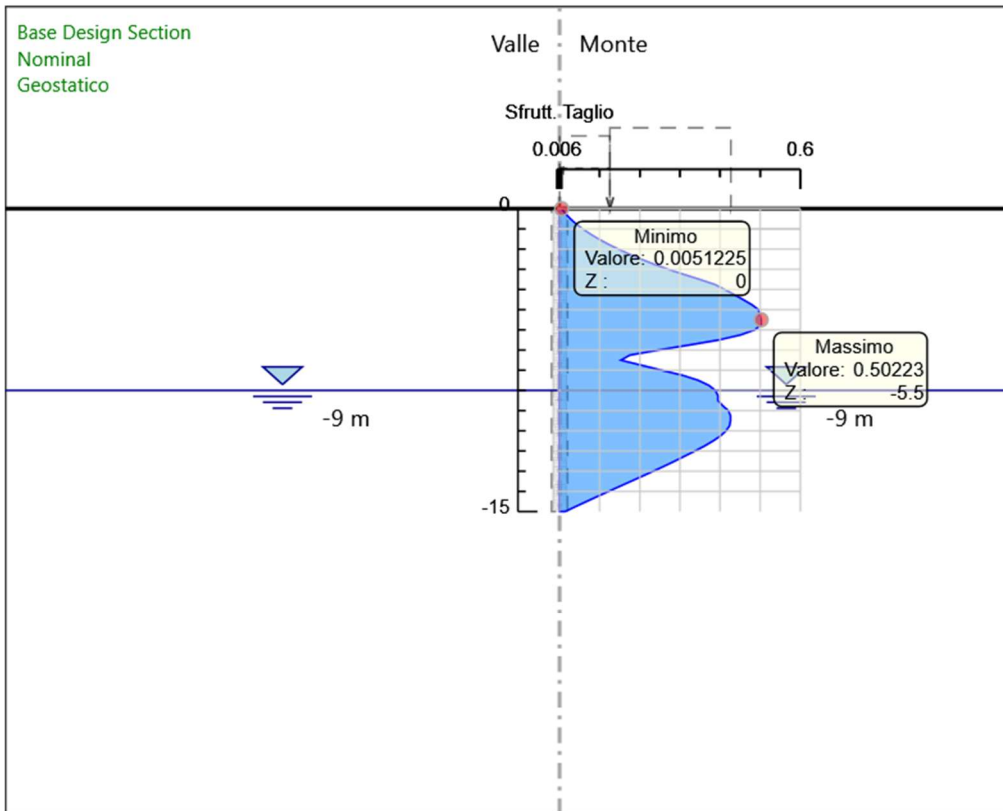 Base Design Section
Nominal
Geostatico
Valle Monte
Sfrutt. Taglio
0.006 0.6
0
Minimo
Valore: 0.0051225
Z : 0
Massimo
Valore: 0.50223
Z : -5.5
-9 m -9 m
-15